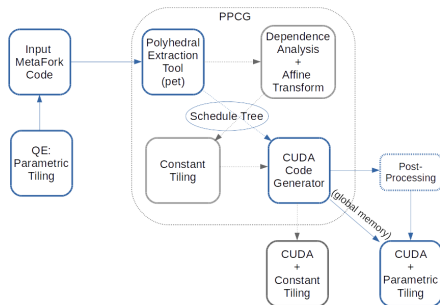 PPCG
Input
MetaFork
Code
Polyhedral
Extraction
Tool
(pet)
Dependence
Analysis
+
Affine
Transform
Schedule Tree
QE:
Parametric
Tiling
Constant
Tiling
CUDA
Code
Generator
Post-
Processing
(global memory)
CUDA
+
Constant
Tiling
CUDA
+
Parametric
Tiling